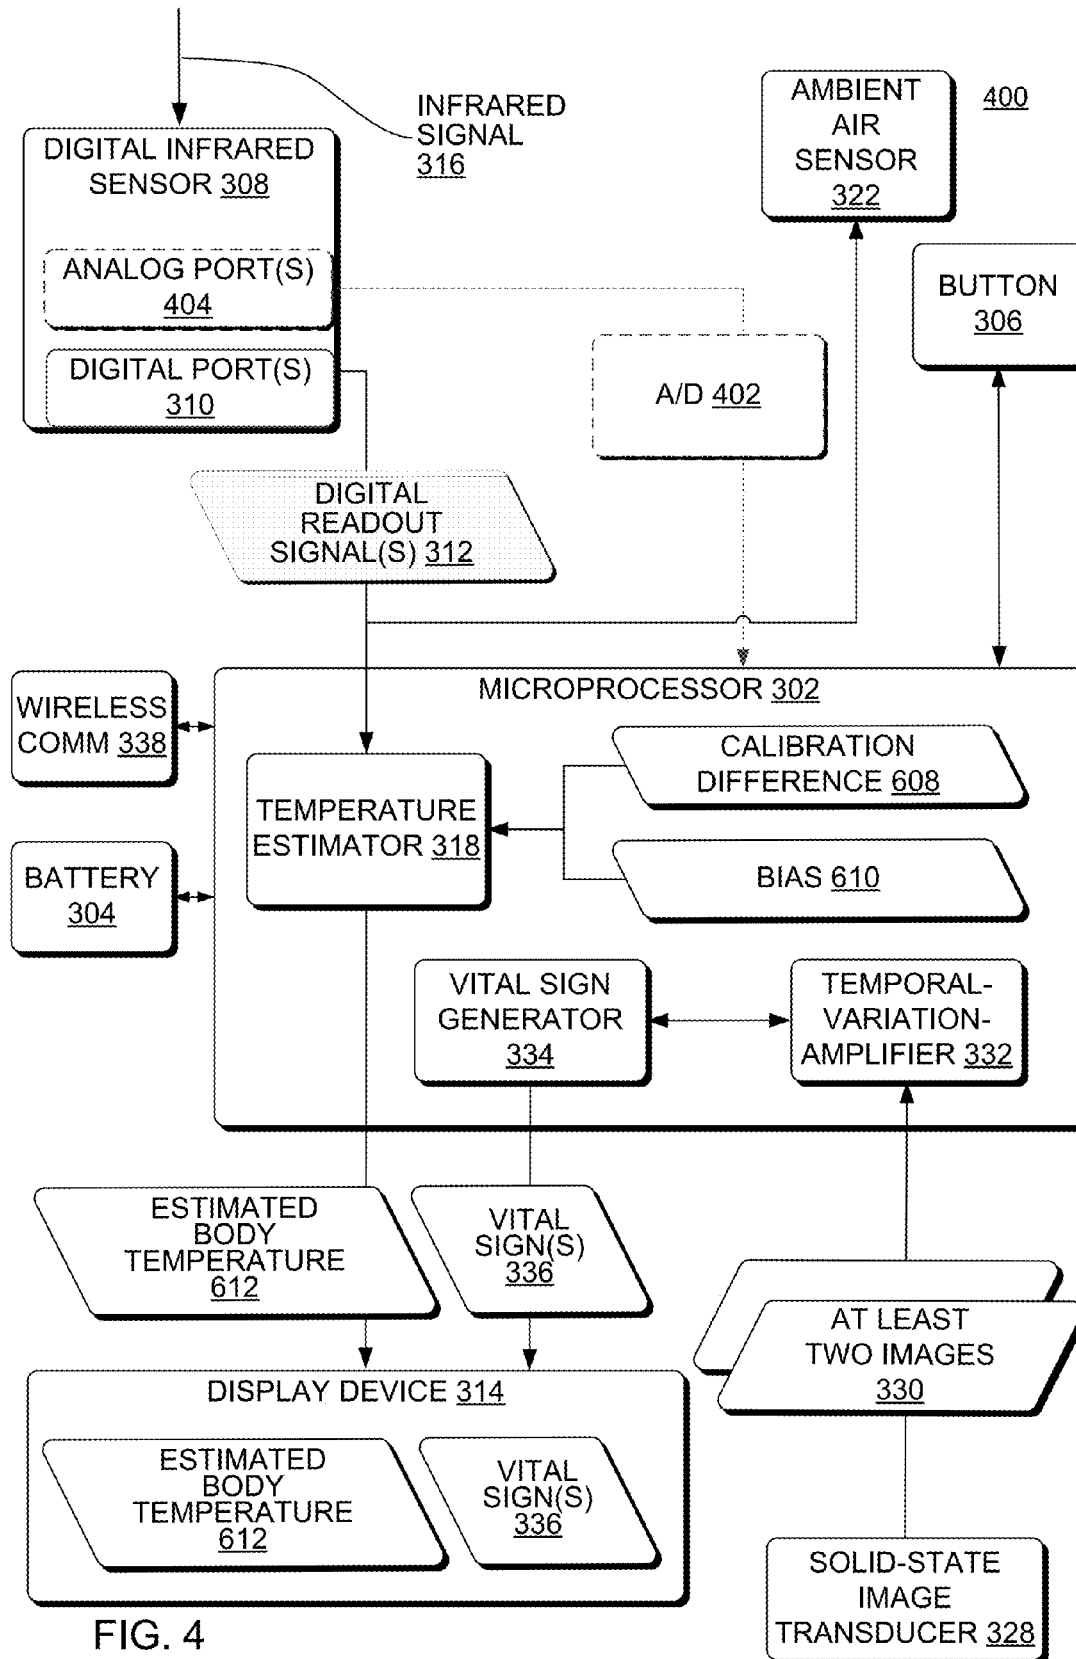 INFRARED
SIGNAL
316
DIGITAL INFRARED
SENSOR 308
ANALOG PORT(S)
404
DIGITAL PORT(S)
310
AMBIENT
AIR
SENSOR
322
400
BUTTON
306
A/D 402
DIGITAL
READOUT
SIGNAL(S) 312
MICROPROCESSOR 302
WIRELESS
COMM 338
BATTERY
304
TEMPERATURE
ESTIMATOR 318
CALIBRATION
DIFFERENCE 608
BIAS 610
VITAL SIGN
GENERATOR
334
TEMPORAL-
VARIATION-
AMPLIFIER 332
ESTIMATED
BODY
TEMPERATURE
612
VITAL
SIGN(S)
336
AT LEAST
TWO IMAGES
330
DISPLAY DEVICE 314
ESTIMATED
BODY
TEMPERATURE
612
VITAL
SIGN(S)
336
SOLID-STATE
IMAGE
TRANSDUCER 328
FIG. 4